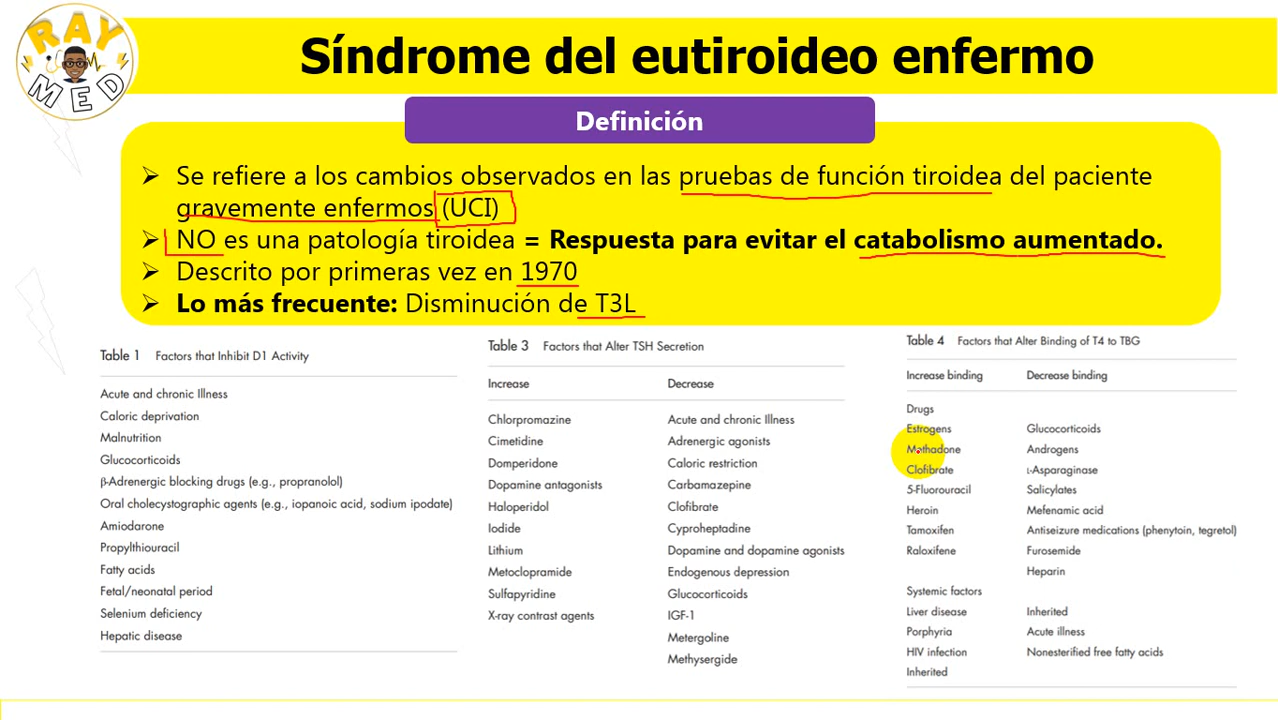 RAY
MED
Síndrome del eutiroideo enfermo
Definición
Se refiere a los cambios observados en las pruebas de función tiroidea del paciente
gravemente enfermos (UCI)
NO es una patología tiroidea = Respuesta para evitar el catabolismo aumentado.
Descrito por primeras vez en 1970
Lo más frecuente: Disminución de T3L
Table 1 Factors that Inhibit D1 Activity
Acute and chronic Illness
Caloric deprivation
Malnutrition
Glucocorticoids
β-Adrenergic blocking drugs (e.g., propranolol)
Oral cholecystographic agents (e.g., iopanoic acid, sodium ipodate)
Amiodarone
Propylthiouracil
Fatty acids
Fetal/neonatal period
Selenium deficiency
Hepatic disease
Table 3 Factors that Alter TSH Secretion
Increase Decrease
Chlorpromazine Acute and chronic Illness
Cimetidine Adrenergic agonists
Domperidone Caloric restriction
Dopamine antagonists Carbamazepine
Haloperidol Clofibrate
Iodide Cyproheptadine
Lithium Dopamine and dopamine agonists
Metoclopramide Endogenous depression
Sulfapyridine Glucocorticoids
X-ray contrast agents IGF-1
Metergoline
Methysergide
Table 4 Factors that Alter Binding of T4 to TBG
Increase binding Decrease binding
Drugs
Estrogens Glucocorticoids
Methadone Androgens
Clofibrate L-Asparaginase
5-Fluorouracil Salicylates
Heroin Mefenamic acid
Tamoxifen Antiseizure medications (phenytoin, tegretol)
Raloxifene Furosemide
Heparin
Systemic factors
Liver disease Inherited
Porphyria Acute illness
HIV infection Nonesterified free fatty acids
Inherited